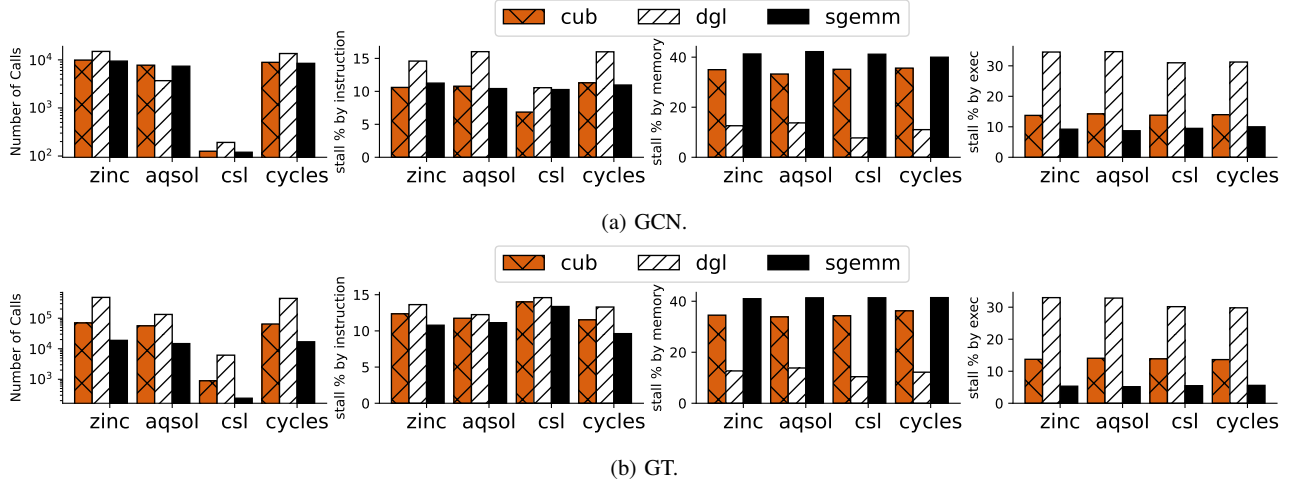 cub dgl sgemm
Number of Calls
10^4
10^3
10^2
zinc aqsol csl cycles
stall % by instruction
15
10
5
0
zinc aqsol csl cycles
stall % by memory
40
20
0
zinc aqsol csl cycles
stall % by exec
30
20
10
0
zinc aqsol csl cycles
(a) GCN.
cub dgl sgemm
Number of Calls
10^5
10^4
10^3
zinc aqsol csl cycles
stall % by instruction
15
10
5
0
zinc aqsol csl cycles
stall % by memory
40
20
0
zinc aqsol csl cycles
stall % by exec
30
20
10
0
zinc aqsol csl cycles
(b) GT.